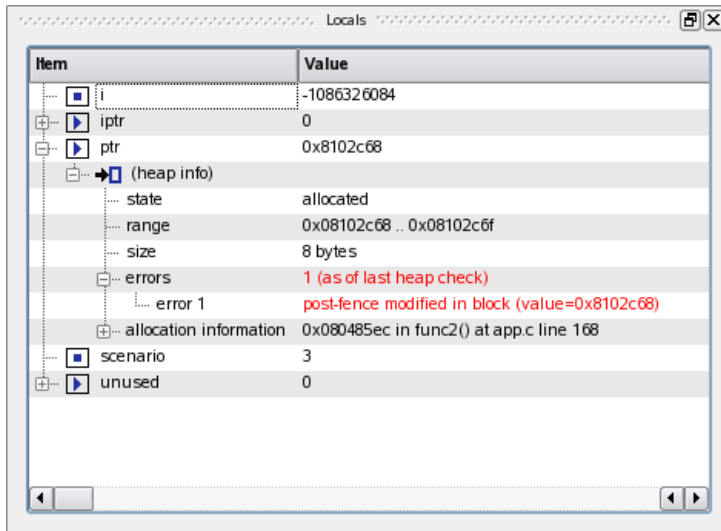 Locals
Item Value
i -1086326084
iptr 0
ptr 0x8102c68
(heap info)
state allocated
range 0x08102c68 .. 0x08102c6f
size 8 bytes
errors 1 (as of last heap check)
error 1 post-fence modified in block (value=0x8102c68)
allocation information 0x080485ec in func2() at app.c line 168
scenario 3
unused 0